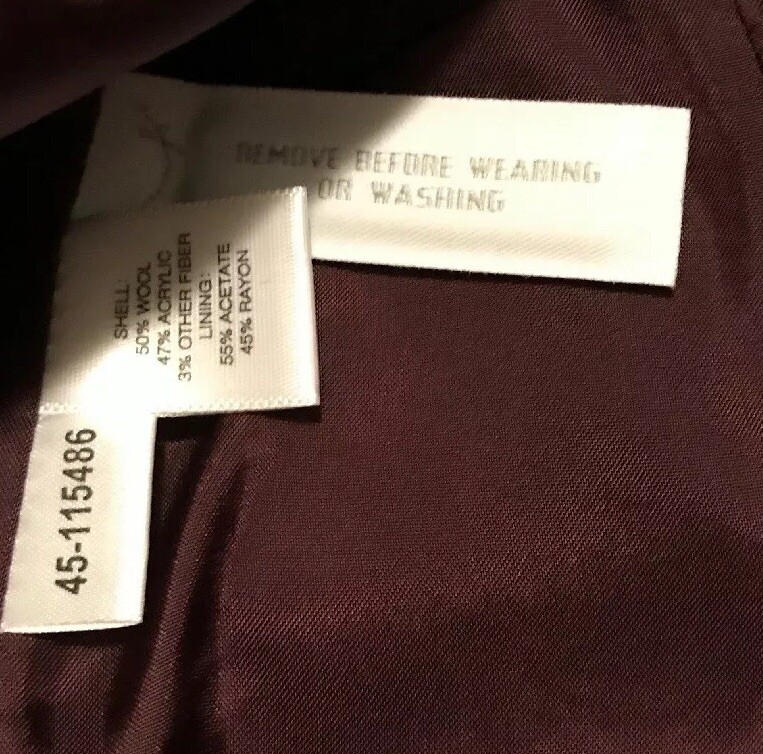 REMOVE BEFORE WEARING
OR WASHING
SHELL:
50% WOOL
47% ACRYLIC
3% OTHER FIBER
LINING:
55% ACETATE
45% RAYON
45-115486